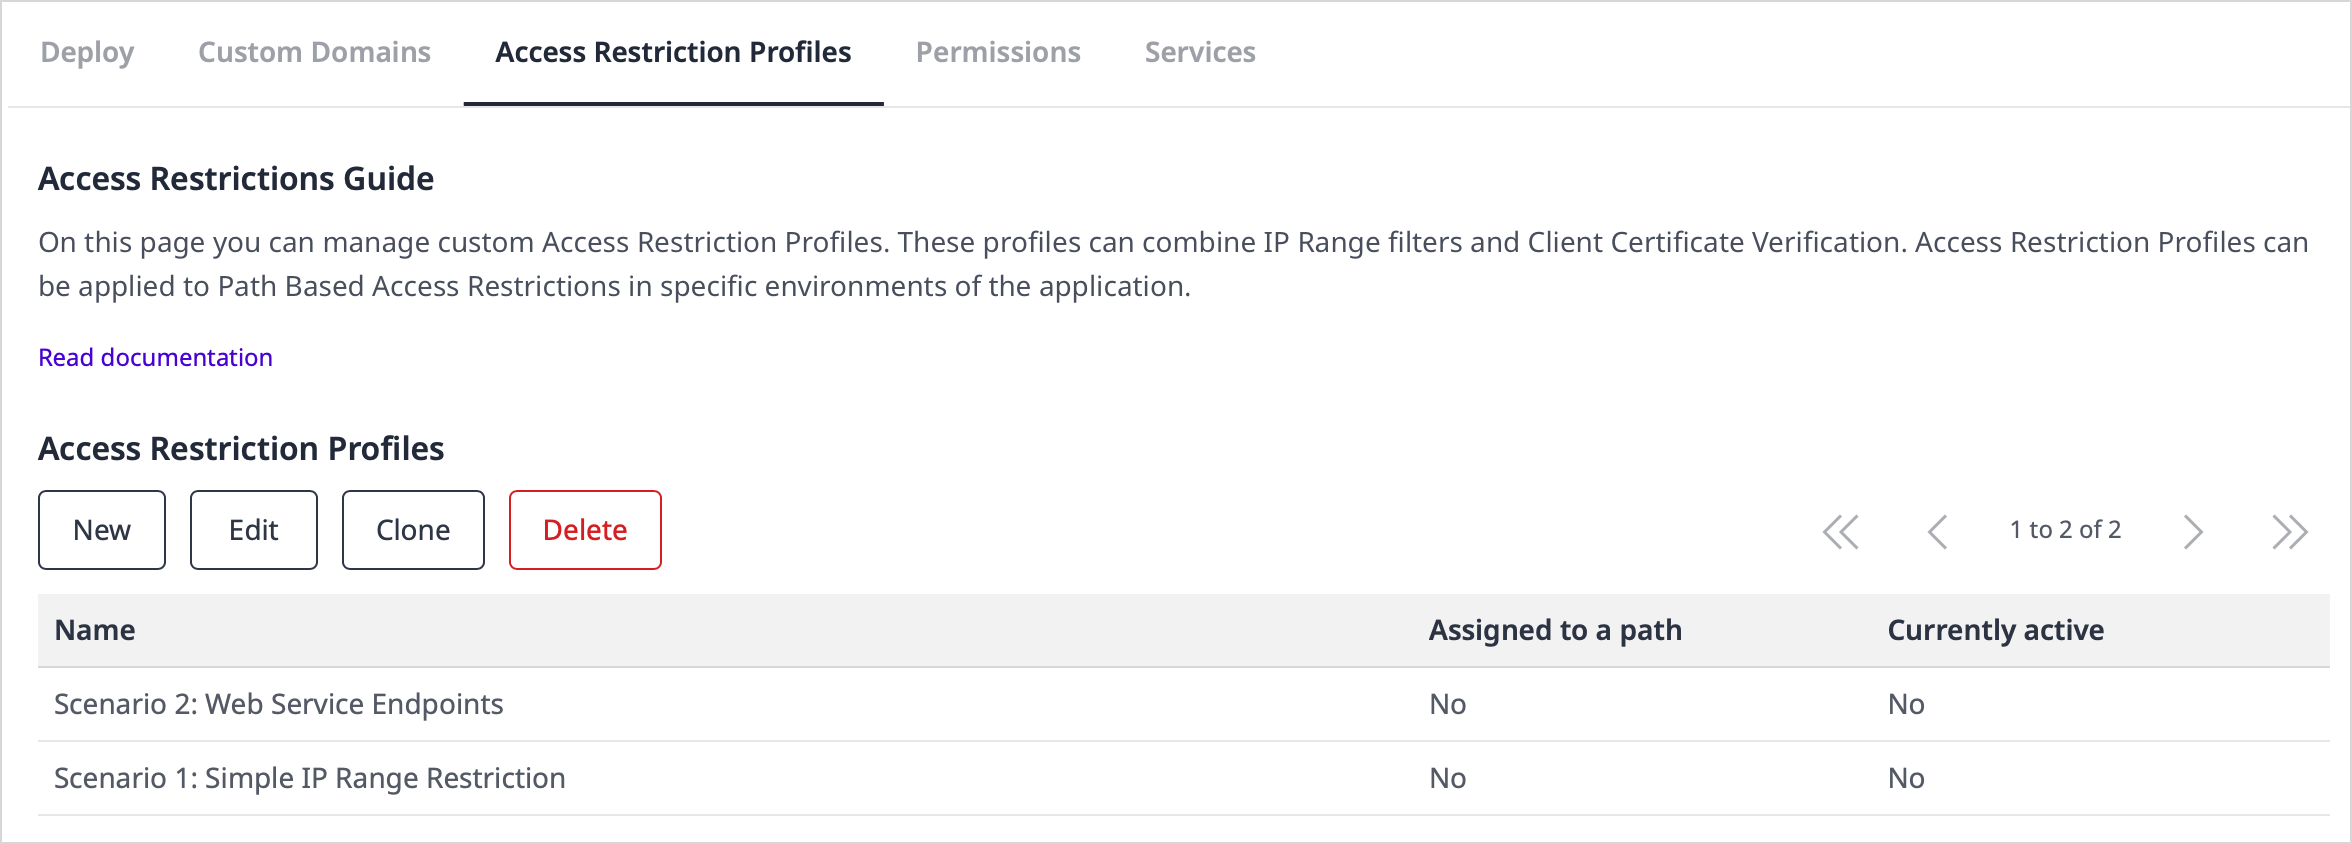 Deploy Custom Domains Access Restriction Profiles Permissions Services
Access Restrictions Guide
On this page you can manage custom Access Restriction Profiles. These profiles can combine IP Range filters and Client Certificate Verification. Access Restriction Profiles can
be applied to Path Based Access Restrictions in specific environments of the application.
Read documentation
Access Restriction Profiles
New Edit Clone Delete 1 to 2 of 2
Name Assigned to a path Currently active
Scenario 2: Web Service Endpoints No No
Scenario 1: Simple IP Range Restriction No No